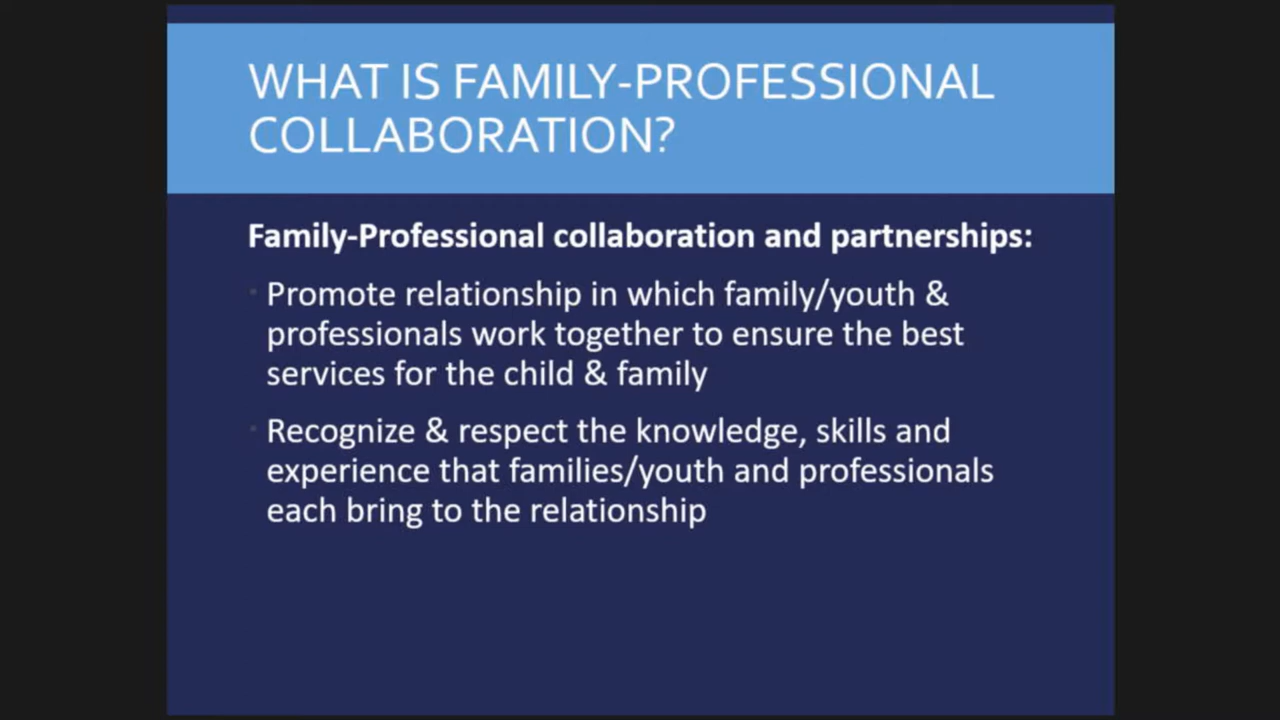 WHAT IS FAMILY-PROFESSIONAL
COLLABORATION?
Family-Professional collaboration and partnerships:
Promote relationship in which family/youth &
professionals work together to ensure the best
services for the child & family
Recognize & respect the knowledge, skills and
experience that families/youth and professionals
each bring to the relationship